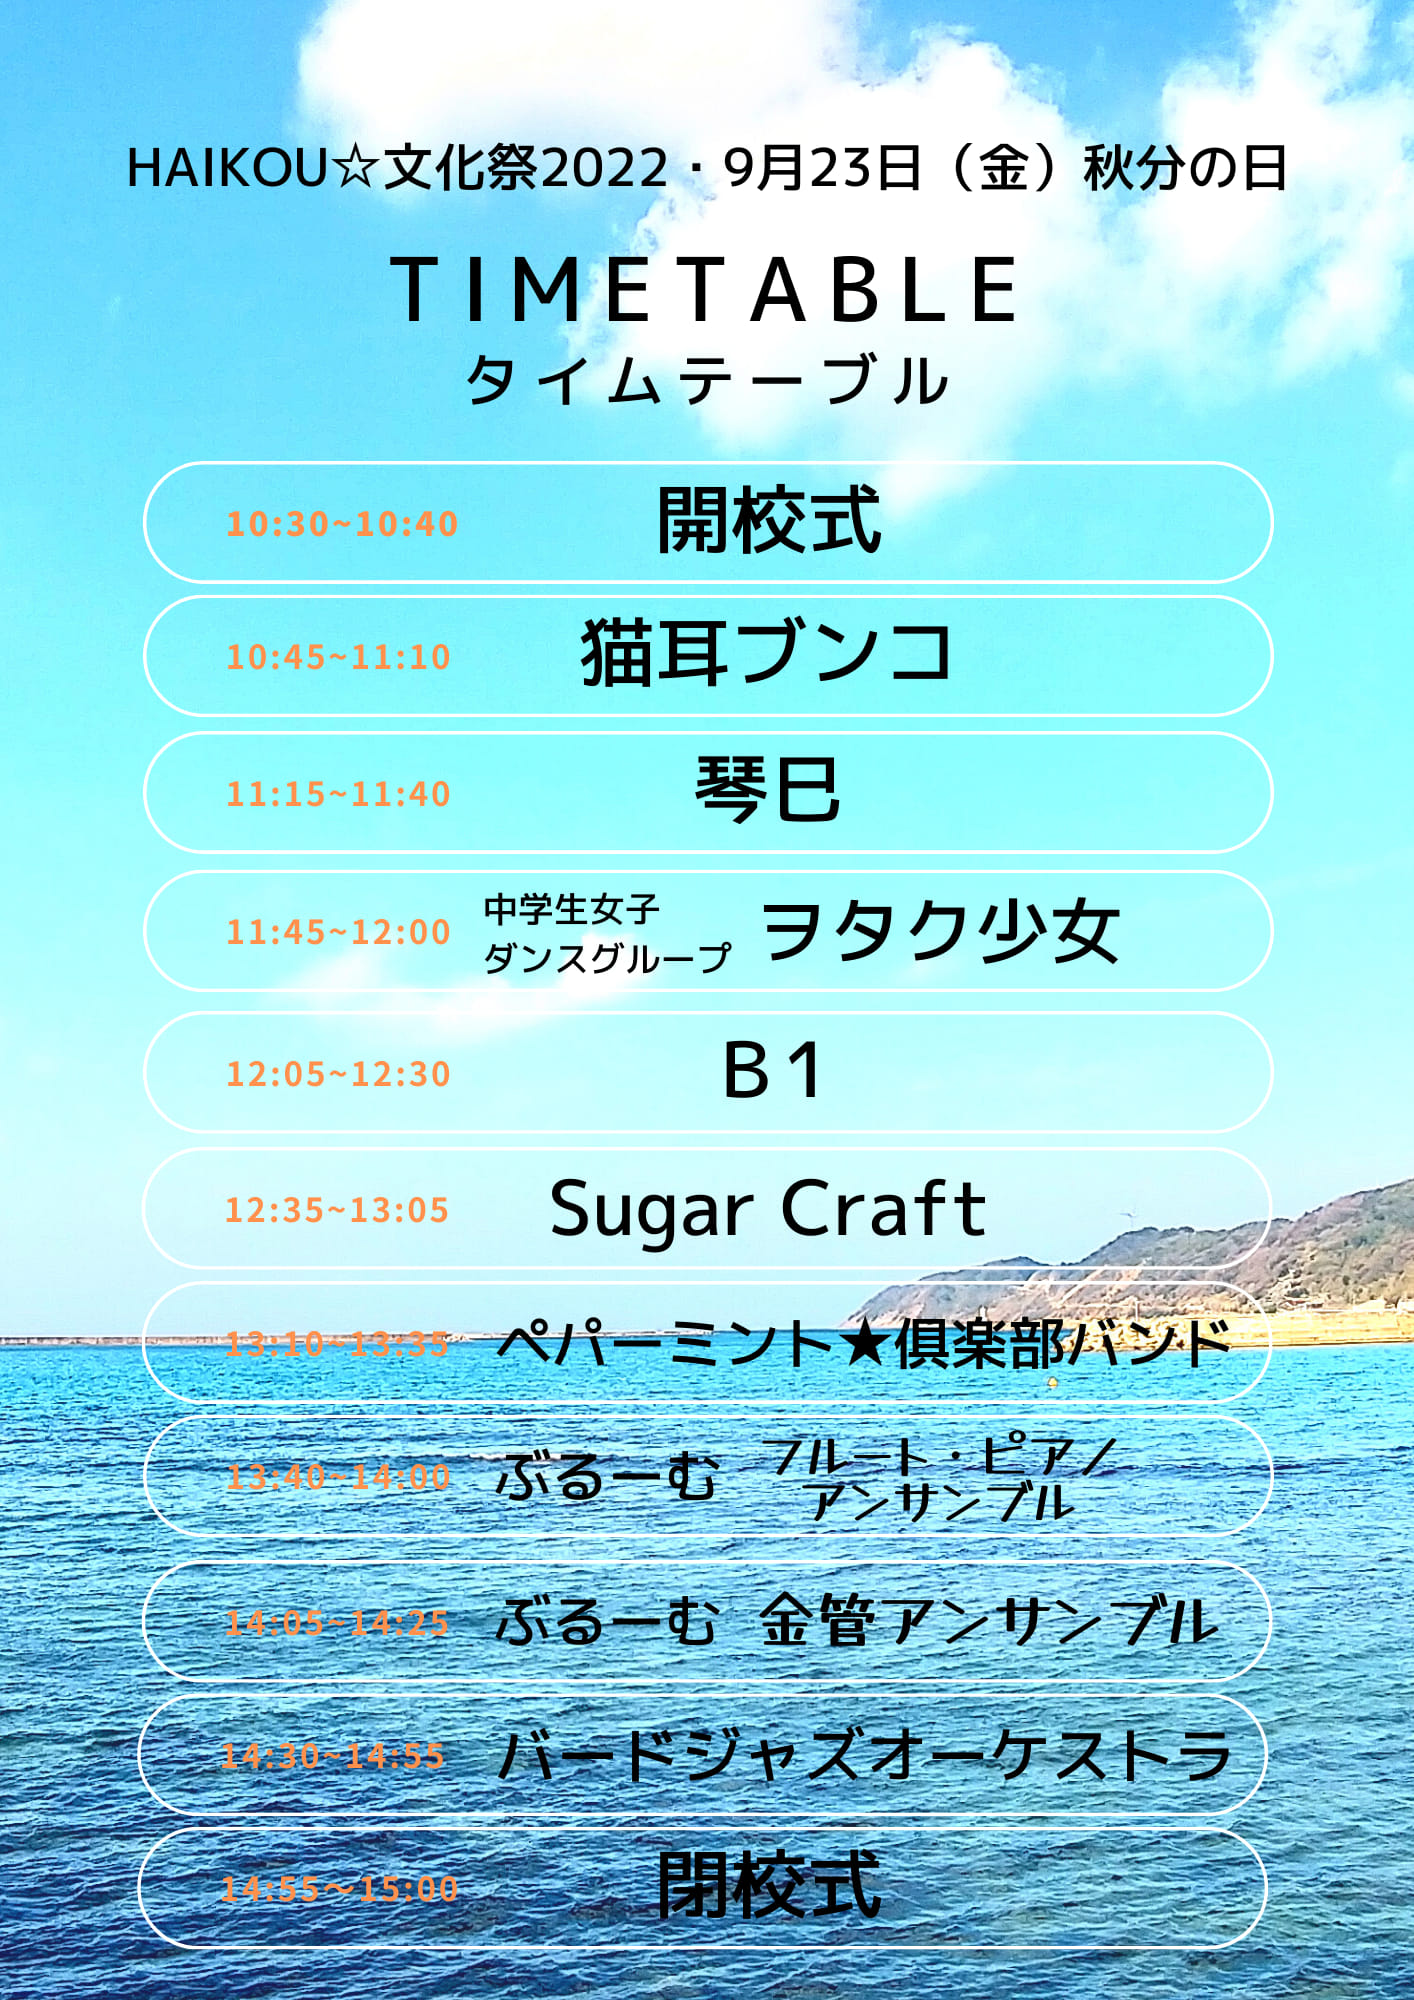 HAIKOU☆文化祭2022・9月23日（金）秋分の日
TIMETABLE
タイムテーブル
10:30~10:40 開校式
10:45~11:10 猫耳ブンコ
11:15~11:40 琴巳
11:45~12:00 中学生女子
ダンスグループ ヲタク少女
12:05~12:30 B1
12:35~13:05 Sugar Craft
13:10~13:35 ペパーミント★俱楽部バンド
13:40~14:00 ぶるーむ フルート・ピアノ
アンサンブル
14:05~14:25 ぶるーむ 金管アンサンブル
14:30~14:55 バードジャズオーケストラ
14:55〜15:00 閉校式